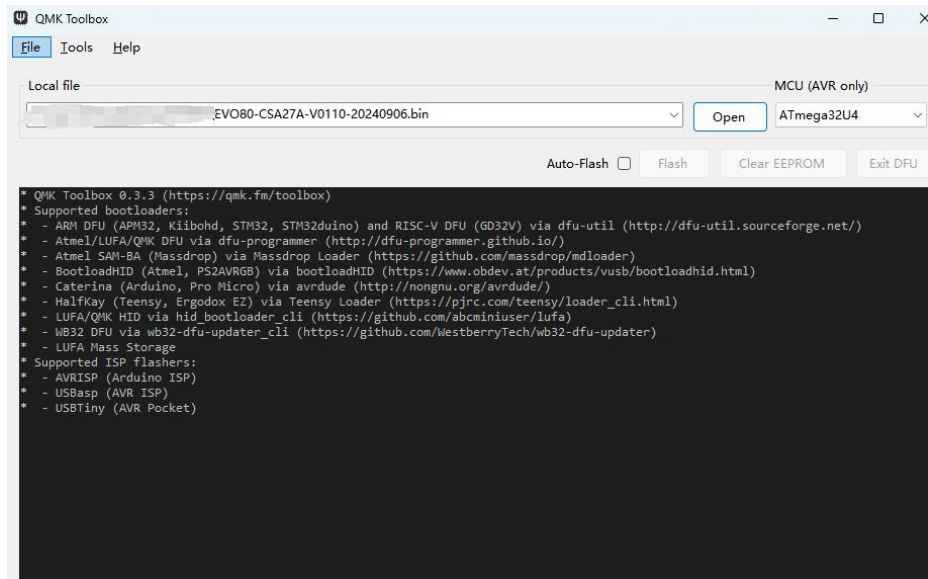 QMK Toolbox
File Tools Help
Local file
MCU (AVR only)
EVO80-CSA27A-V0110-20240906.bin
Open
ATmega32U4
Auto-Flash
Flash
Clear EEPROM
Exit DFU
* QMK Toolbox 0.3.3 (https://qmk.fm/toolbox)
* Supported bootloaders:
* - ARM DFU (APM32, Kiibohd, STM32, STM32duino) and RISC-V DFU (GD32V) via dfu-util (http://dfu-util.sourceforge.net/)
* - Atmel/LUFA/QMK DFU via dfu-programmer (http://dfu-programmer.github.io/)
* - Atmel SAM-BA (Massdrop) via Massdrop Loader (https://github.com/massdrop/mdloader)
* - BootloadHID (Atmel, PS2AVRGB) via bootloadHID (https://www.obdev.at/products/vusb/bootloadhid.html)
* - Caterina (Arduino, Pro Micro) via avrdude (http://nongnu.org/avrdude/)
* - HalfKay (Teensy, Ergodox EZ) via Teensy Loader (https://pjrc.com/teensy/loader_cli.html)
* - LUFA/QMK HID via hid_bootloader_cli (https://github.com/abcminiuser/lufa)
* - WB32 DFU via wb32-dfu-updater_cli (https://github.com/WestberryTech/wb32-dfu-updater)
* - LUFA Mass Storage
* Supported ISP flashers:
* - AVRISP (Arduino ISP)
* - USBasp (AVR ISP)
* - USBTiny (AVR Pocket)